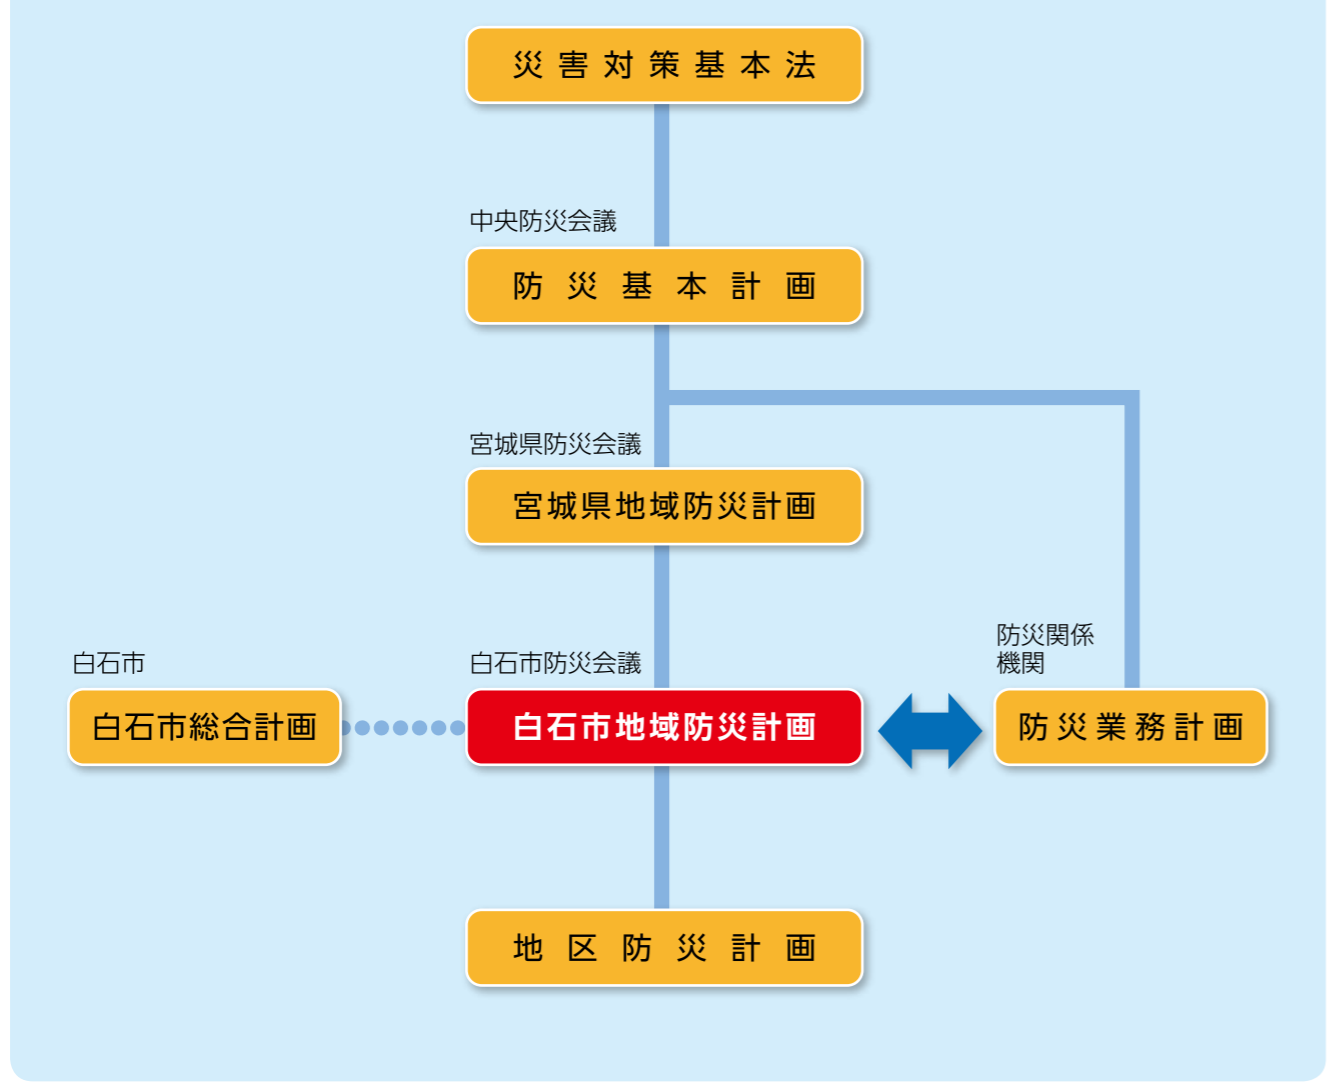 災害対策基本法
中央防災会議
防災基本計画
宮城県防災会議
宮城県地域防災計画
白石市
白石市総合計画
白石市防災会議
白石市地域防災計画
防災関係
機関
防災業務計画
地区防災計画